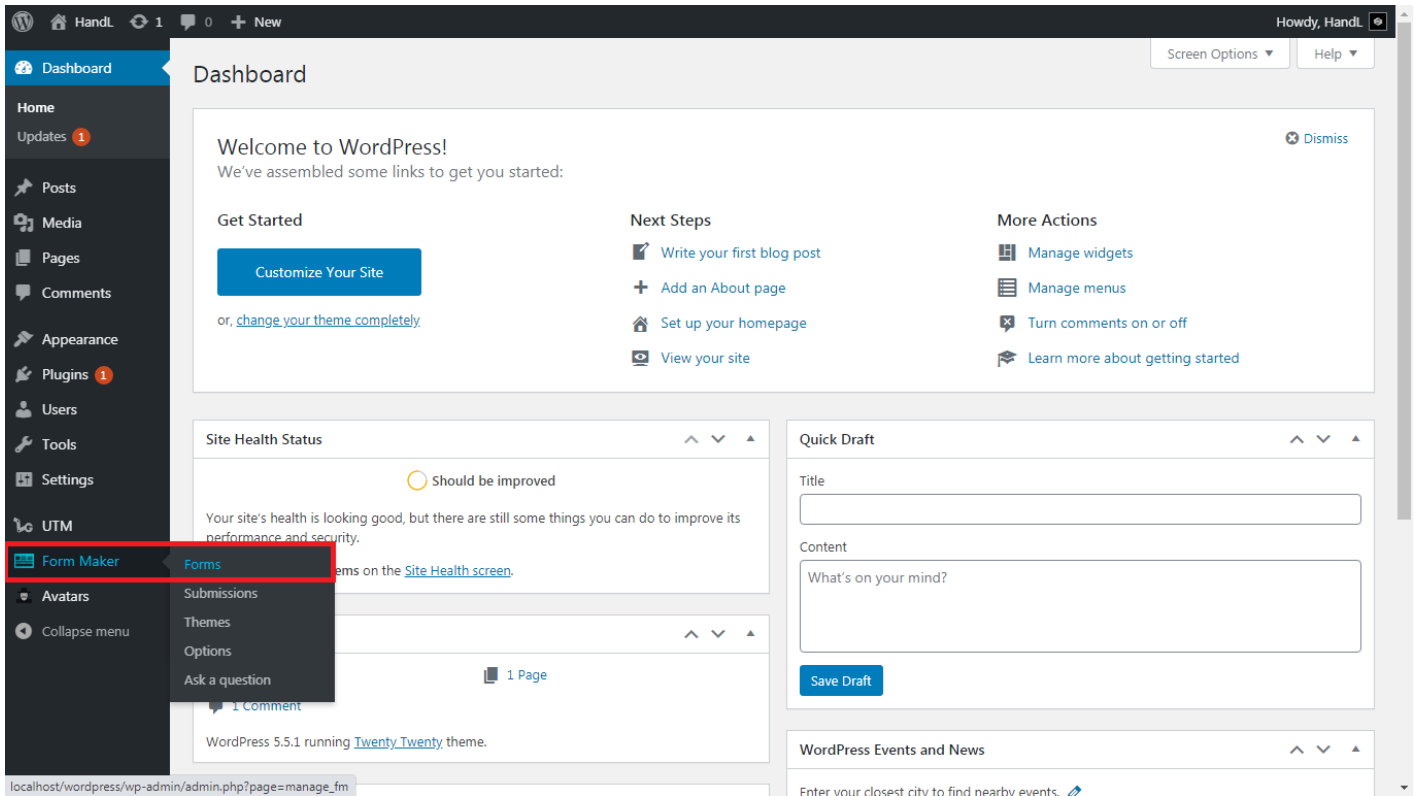 HandL 1 0 New Howdy, HandL
Screen Options Help
Dashboard
Home
Updates 1
Posts
Media
Pages
Comments
Appearance
Plugins 1
Users
Tools
Settings
UTM
Form Maker
Avatars
Collapse menu
Forms
Submissions
Themes
Options
Ask a question
Dashboard
Welcome to WordPress!
We've assembled some links to get you started:
Dismiss
Get Started
Customize Your Site
or, change your theme completely
Next Steps
Write your first blog post
Add an About page
Set up your homepage
View your site
More Actions
Manage widgets
Manage menus
Turn comments on or off
Learn more about getting started
Site Health Status
Should be improved
Your site's health is looking good, but there are still some things you can do to improve its
performance and security.
ems on the Site Health screen.
1 Page
1 Comment
WordPress 5.5.1 running Twenty Twenty theme.
Quick Draft
Title
Content
What's on your mind?
Save Draft
WordPress Events and News
Enter your closest city to find nearby events.
localhost/wordpress/wp-admin/admin.php?page=manage_fm